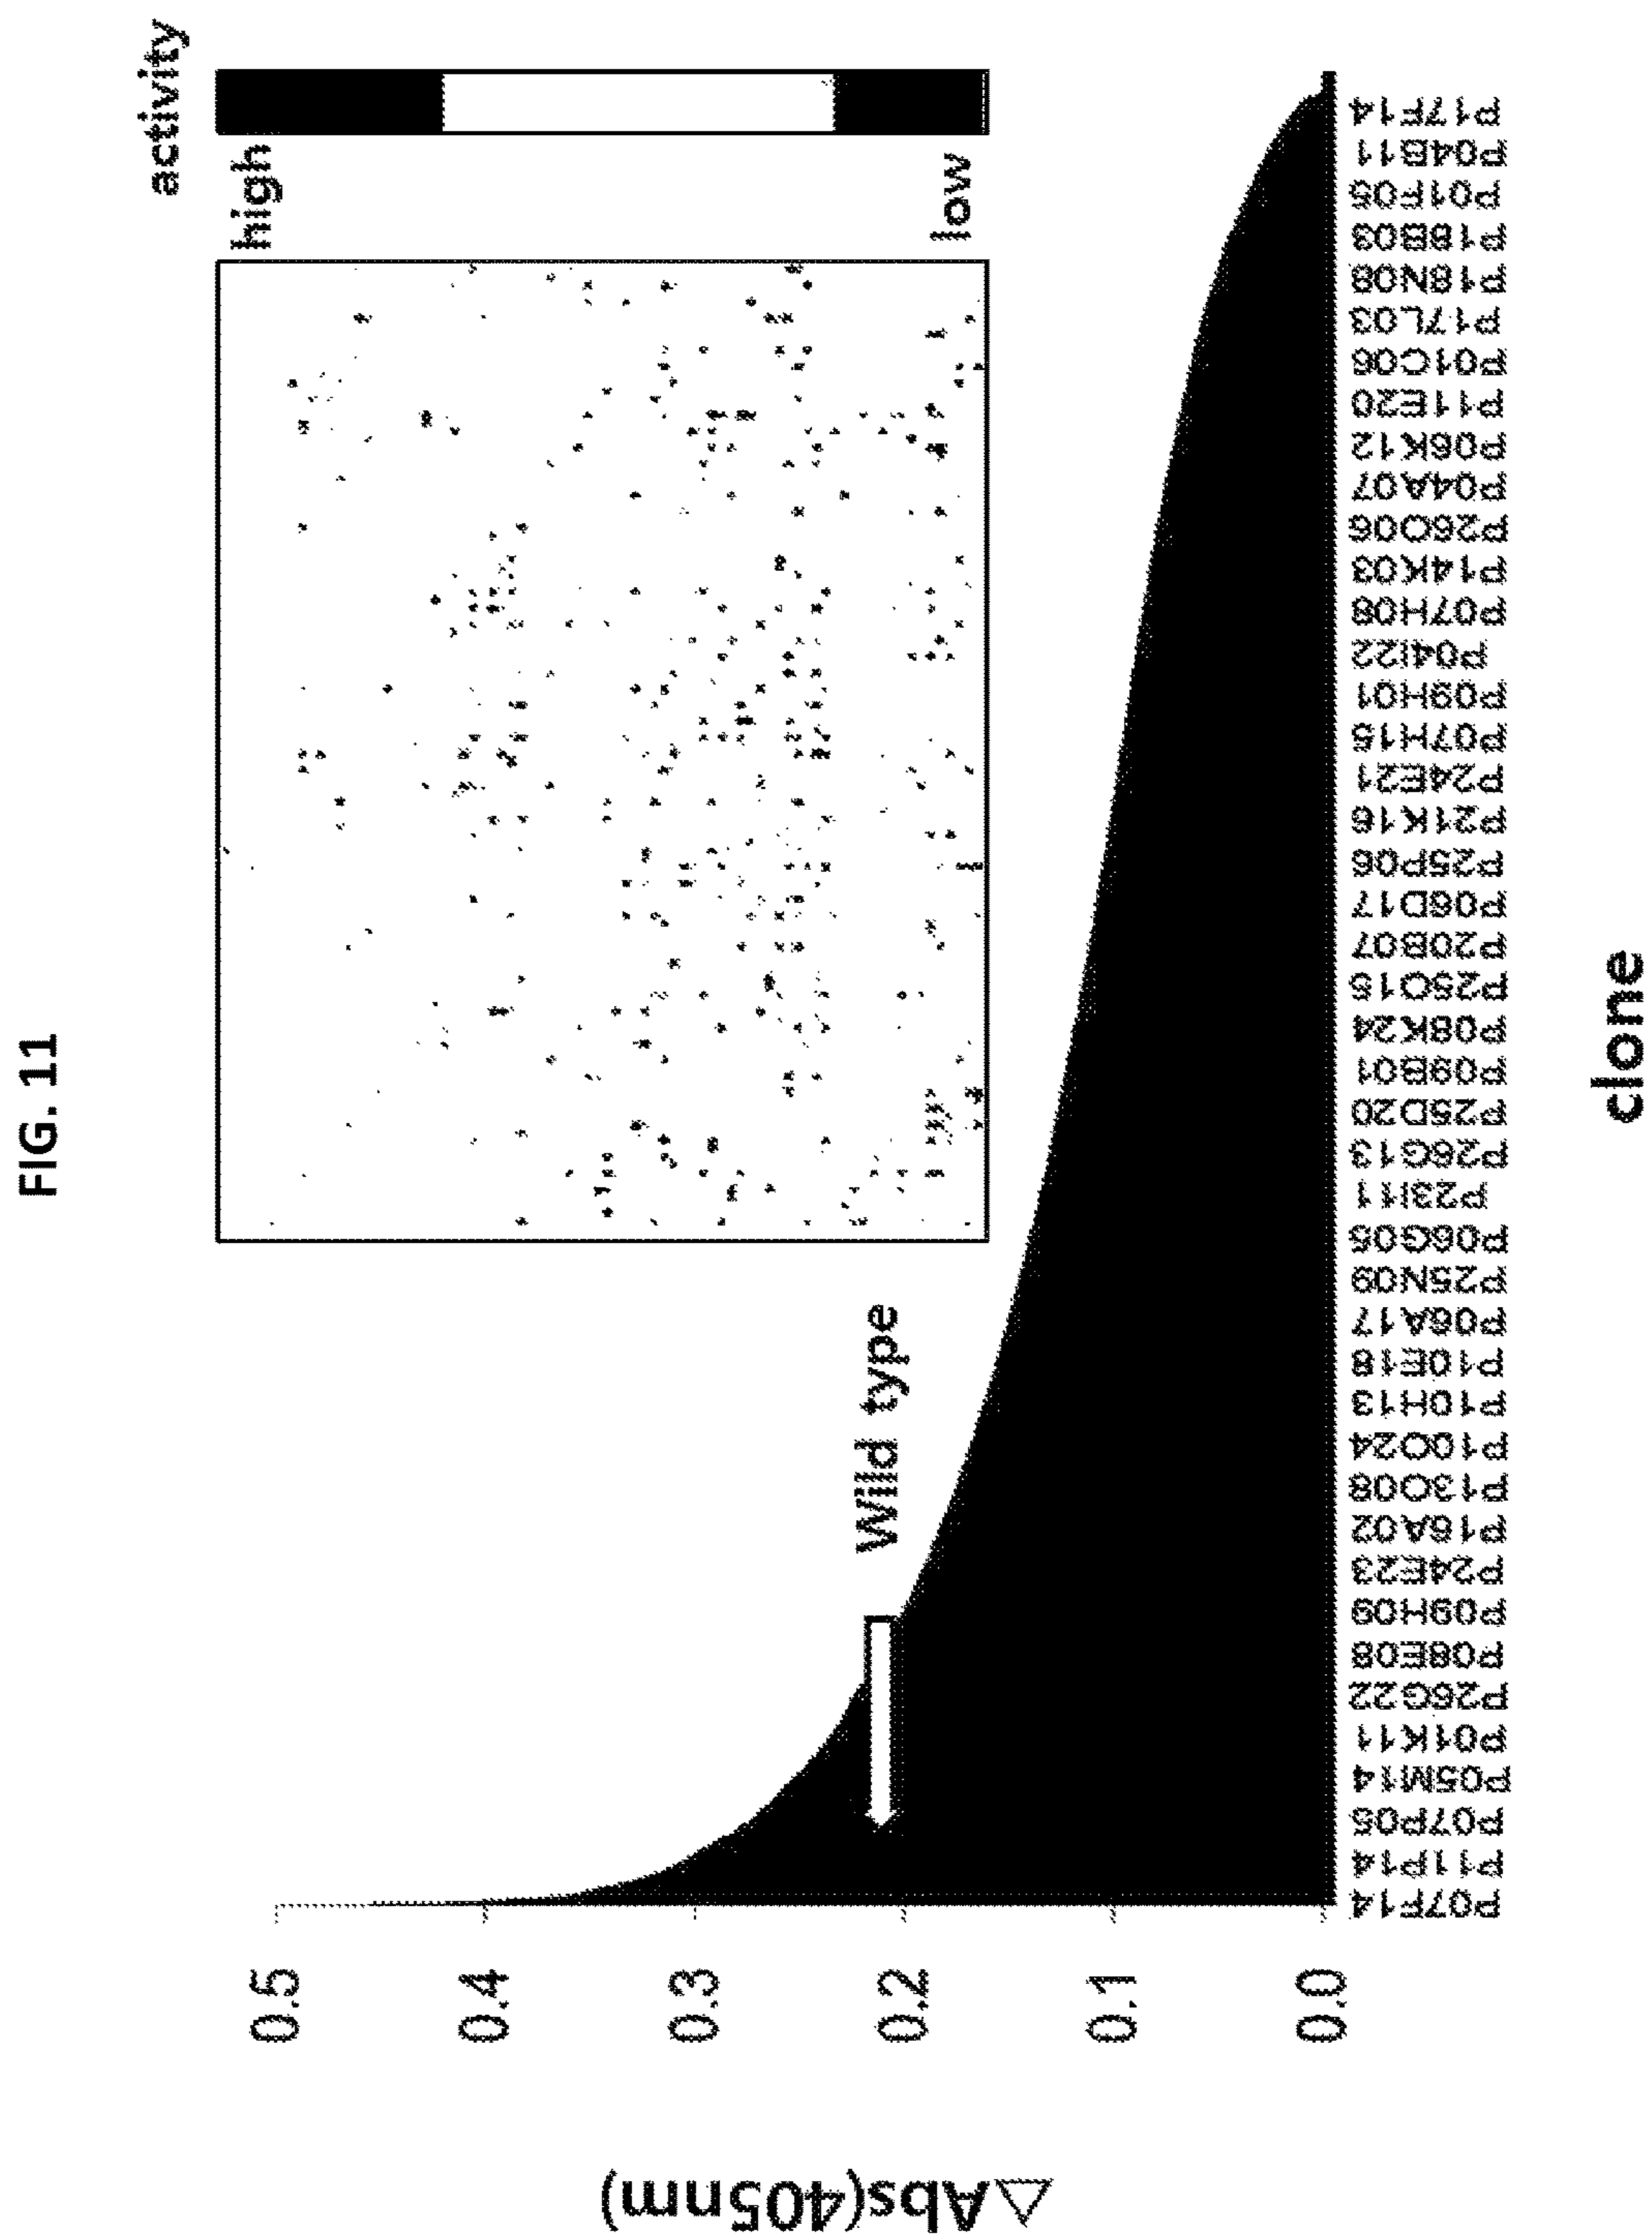 FIG. 11
activity
high
low
Wild type
△Abs(405nm)
0.5
0.4
0.3
0.2
0.1
0.0
P07F14
P11P14
P07P05
P05M14
P01K11
P26G22
P08E08
P09H09
P24E23
P16A02
P13O08
P10O24
P10H13
P10E18
P06A17
P25N09
P06G05
P23I11
P26G13
P25D20
P09B01
P08K24
P25O15
P20B07
P06D17
P25P06
P21K16
P24E21
P07H15
P09H01
P04I22
P07H08
P14K03
P26O06
P04A07
P06K12
P11E20
P01C06
P17L03
P18N08
P18B03
P01F05
P04B11
P17F14
clone